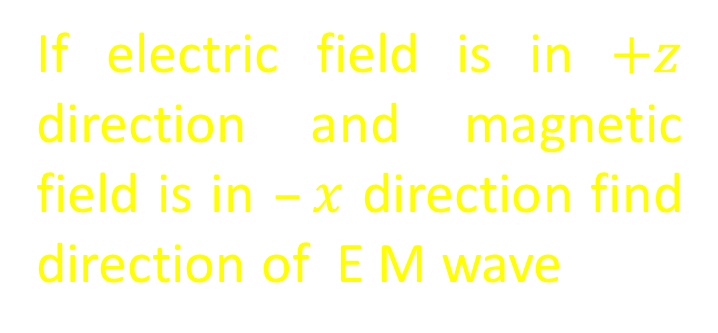 If electric field is in +z
direction and magnetic
field is in – x direction find
direction of E M wave